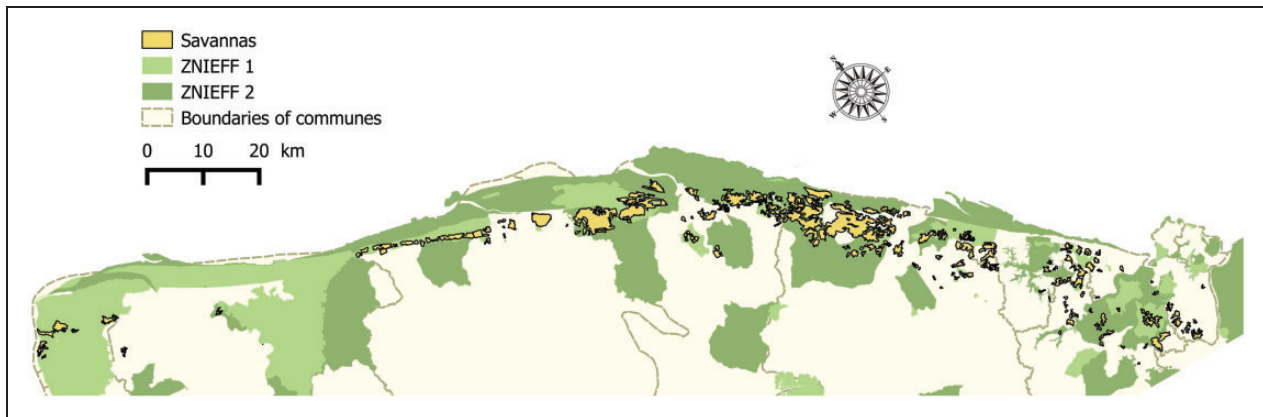 Savannas
ZNIEFF 1
ZNIEFF 2
Boundaries of communes
0 10 20 km
N
E
W
S